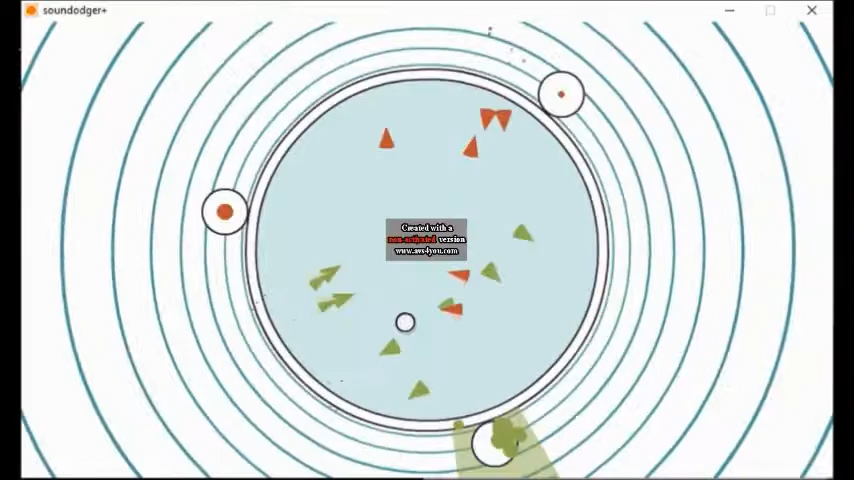 soundodger+
Created with a
non-activated version
www.avs4you.com